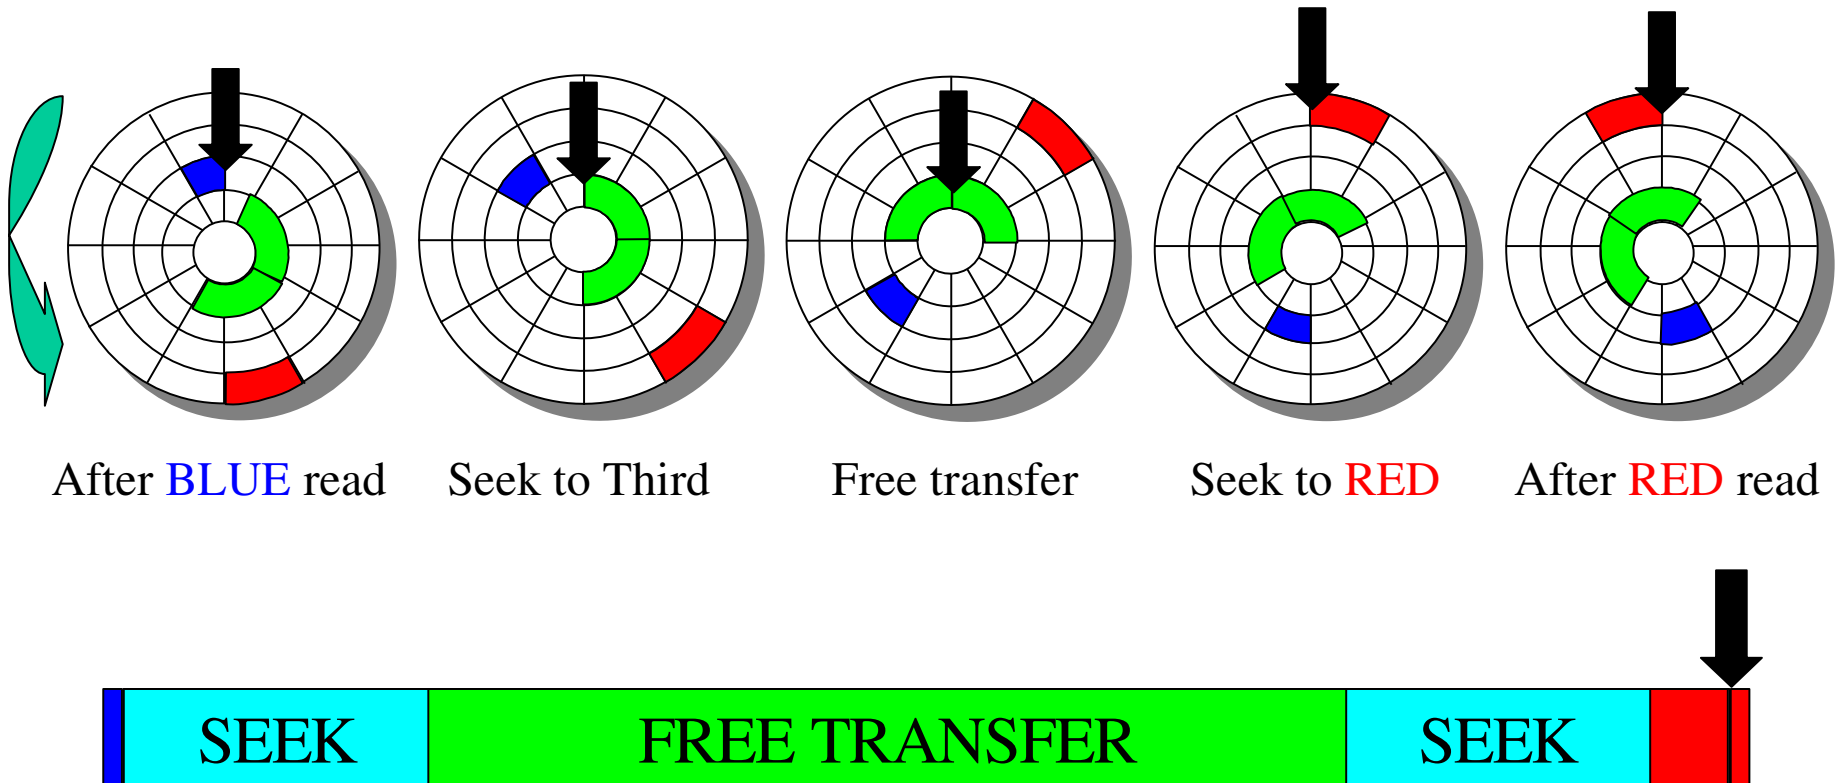 After BLUE read
Seek to Third
Free transfer
Seek to RED
After RED read
SEEK
FREE TRANSFER
SEEK